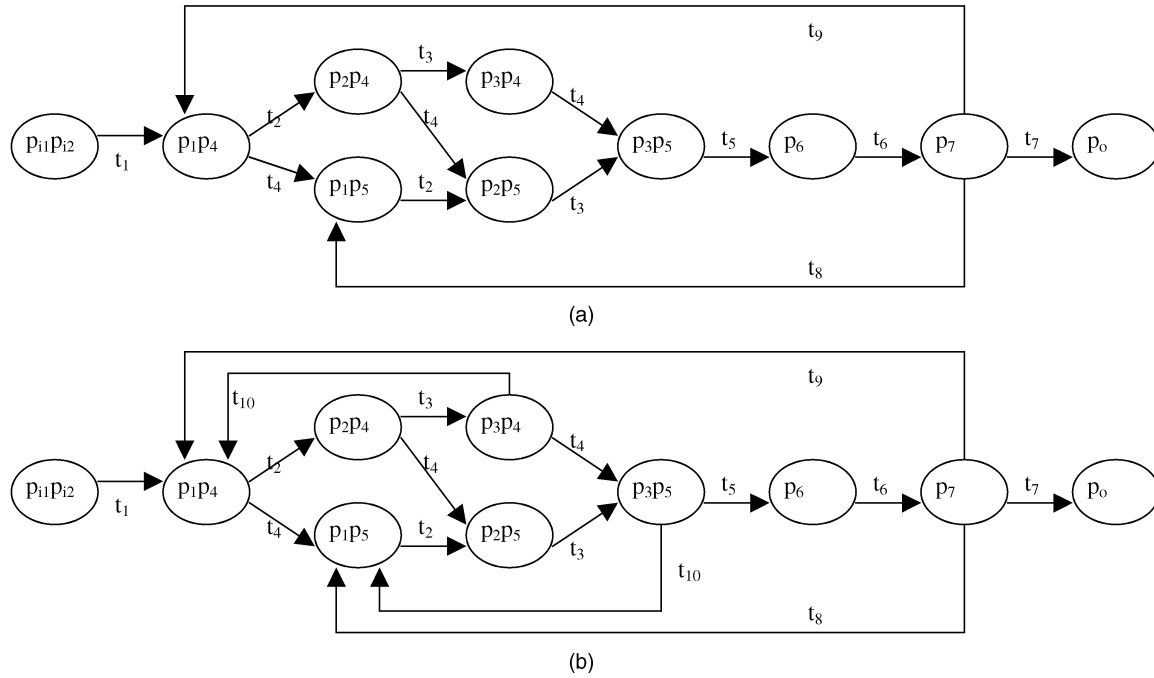 t₉
t₃
p₂p₄
p₃p₄
t₂
t₄
t₄
pᵢ₁pᵢ₂
p₁p₄
p₃p₅
p₆
p₇
pₒ
t₁
t₅
t₆
t₇
t₄
p₁p₅
t₂
p₂p₅
t₃
t₈
(a)
t₉
t₁₀
t₃
p₂p₄
p₃p₄
t₂
t₄
t₄
pᵢ₁pᵢ₂
p₁p₄
p₃p₅
p₆
p₇
pₒ
t₁
t₅
t₆
t₇
t₄
p₁p₅
t₂
p₂p₅
t₃
t₁₀
t₈
(b)